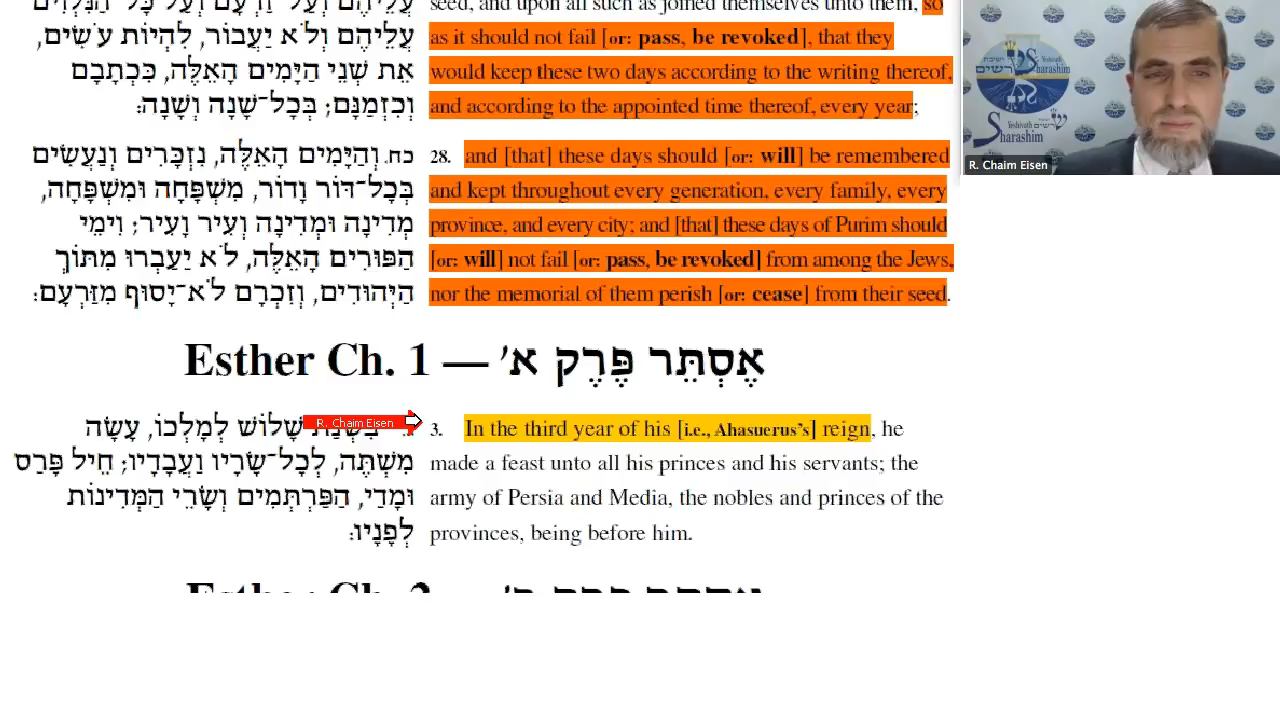 עֲלֵיהֶם וְעַל־זַרְעָם וְעַל כׇּל־הַנִּלְוִים
עֲלֵיהֶם וְלֹא יַעֲבוֹר, לִהְיוֹת עֹשִׂים,
אֵת שְׁנֵי הַיָּמִים הָאֵלֶּה, כִּכְתָבָם
וְכִזְמַנָּם; בְּכׇל־שָׁנָה וְשָׁנָה:
seed, and upon all such as joined themselves unto them, so
as it should not fail [or: pass, be revoked], that they
would keep these two days according to the writing thereof,
and according to the appointed time thereof, every year;
כח. וְהַיָּמִים הָאֵלֶּה, נִזְכָּרִים וְנַעֲשִׂים
בְּכׇל־דּוֹר וָדוֹר, מִשְׁפָּחָה וּמִשְׁפָּחָה,
מְדִינָה וּמְדִינָה וְעִיר וָעִיר; וִימֵי
הַפּוּרִים הָאֵלֶּה, לֹא יַעַבְרוּ מִתּוֹךְ
הַיְּהוּדִים, וְזִכְרָם לֹא־יָסוּף מִזַּרְעָם:
28. and [that] these days should [or: will] be remembered
and kept throughout every generation, every family, every
province, and every city; and [that] these days of Purim should
[or: will] not fail [or: pass, be revoked] from among the Jews,
nor the memorial of them perish [or: cease] from their seed.
Esther Ch. 1 — אֶסְתֵּר פֶּרֶק א׳
שָׁלוֹשׁ לְמׇלְכוֹ, עָשָׂה
מִשְׁתֶּה, לְכׇל־שָׂרָיו וַעֲבָדָיו; חֵיל פָּרַס
וּמָדַי, הַפַּרְתְּמִים וְשָׂרֵי הַמְּדִינוֹת
לְפָנָיו:
R. Chaim Eisen
3. In the third year of his [i.e., Ahasuerus's] reign, he
made a feast unto all his princes and his servants; the
army of Persia and Media, the nobles and princes of the
provinces, being before him.
Esther Ch. 2 — אֶסְתֵּר פֶּרֶק ב׳
ישיבת
שרשים
Yeshivath
Sharashim
R. Chaim Eisen